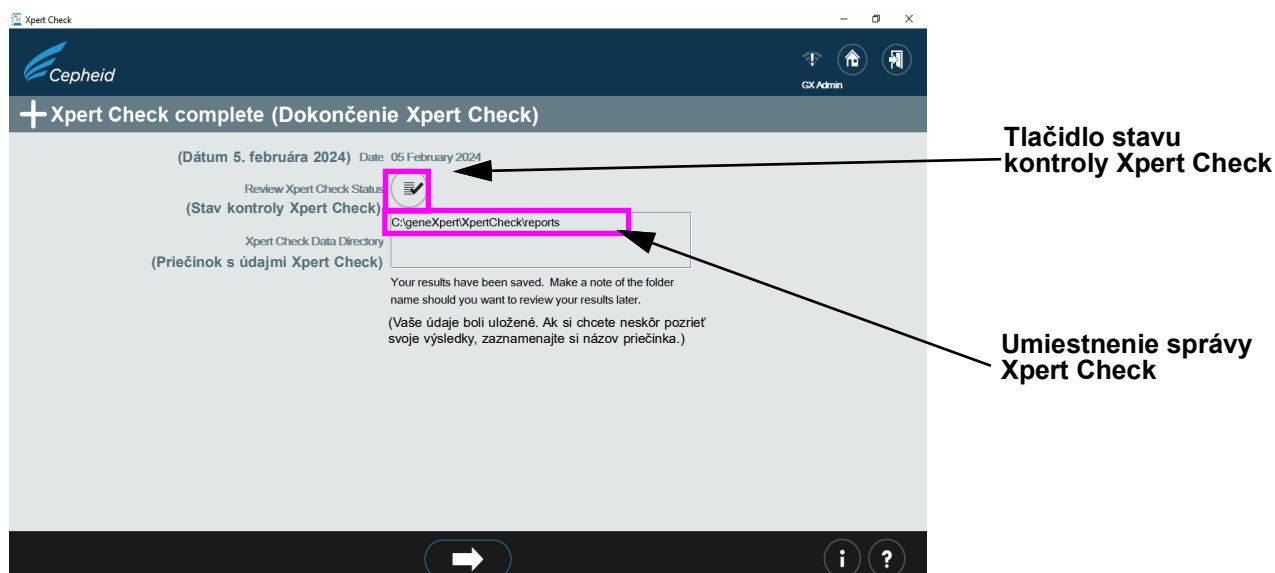 Xpert Check
Cepheid
GX Admin
Xpert Check complete (Dokončenie Xpert Check)
(Dátum 5. februára 2024) Date 05 February 2024
Review Xpert Check Status
(Stav kontroly Xpert Check)
C:\geneXpert\XpertCheck\reports
Xpert Check Data Directory
(Priečinok s údajmi Xpert Check)
Your results have been saved. Make a note of the folder
name should you want to review your results later.
(Vaše údaje boli uložené. Ak si chcete neskôr pozrieť
svoje výsledky, zaznamenajte si názov priečinka.)
Tlačidlo stavu
kontroly Xpert Check
Umiestnenie správy
Xpert Check
i
?